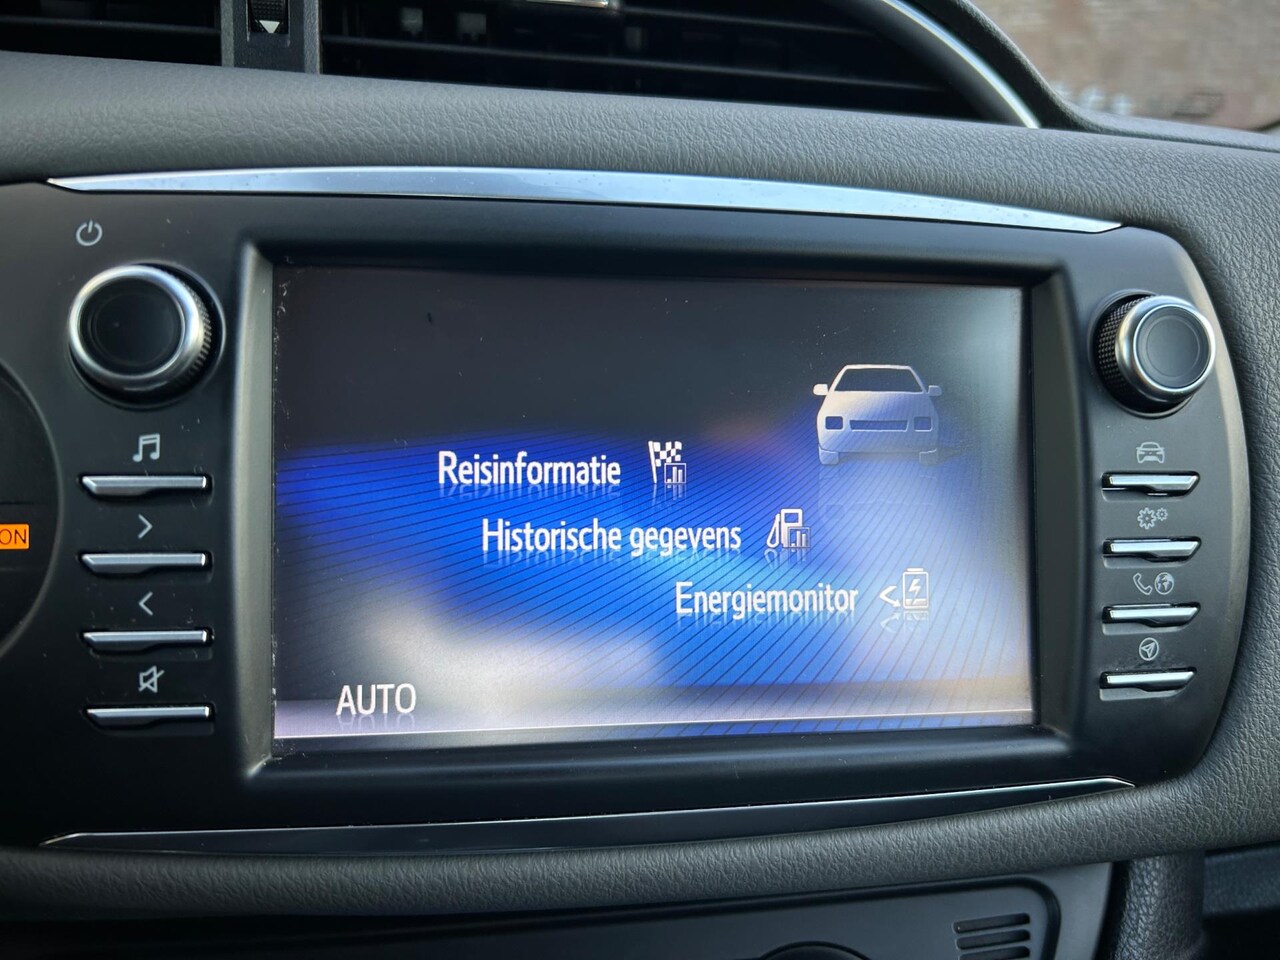 Reisinformatie
Historische gegevens
Energiemonitor
AUTO
ON